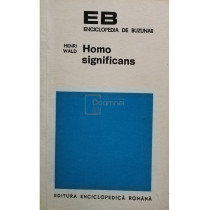 EB
ENCICLOPEDIA DE BUZUNAR
HENRI
WALD
Homo
significans
EDITURA ENCICLOPEDICĂ ROMÂNĂ